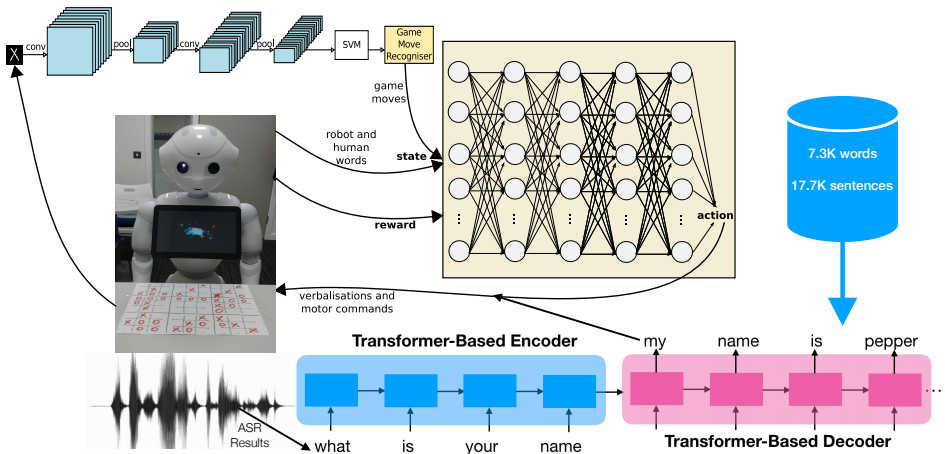 conv
pool
conv
pool
SVM
Game
Move
Recogniser
game
moves
robot and
human
words
state
reward
action
7.3K words
17.7K sentences
verbalisations and
motor commands
Transformer-Based Encoder
my
name
is
pepper
ASR
Results
what
is
your
name
Transformer-Based Decoder